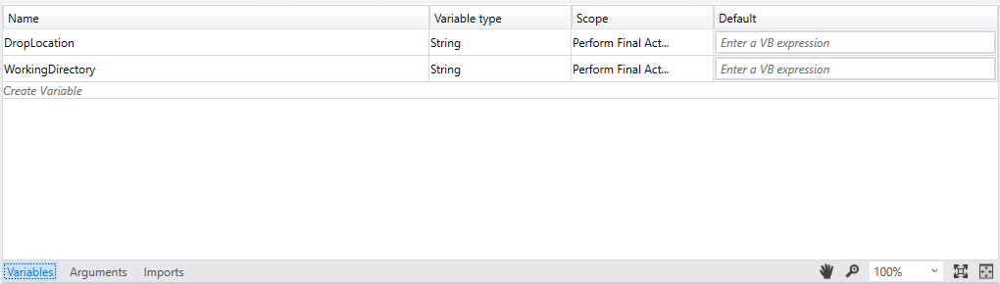 Name Variable type Scope Default
DropLocation String Perform Final Act... Enter a VB expression
WorkingDirectory String Perform Final Act... Enter a VB expression
Create Variable
Variables Arguments Imports 100%